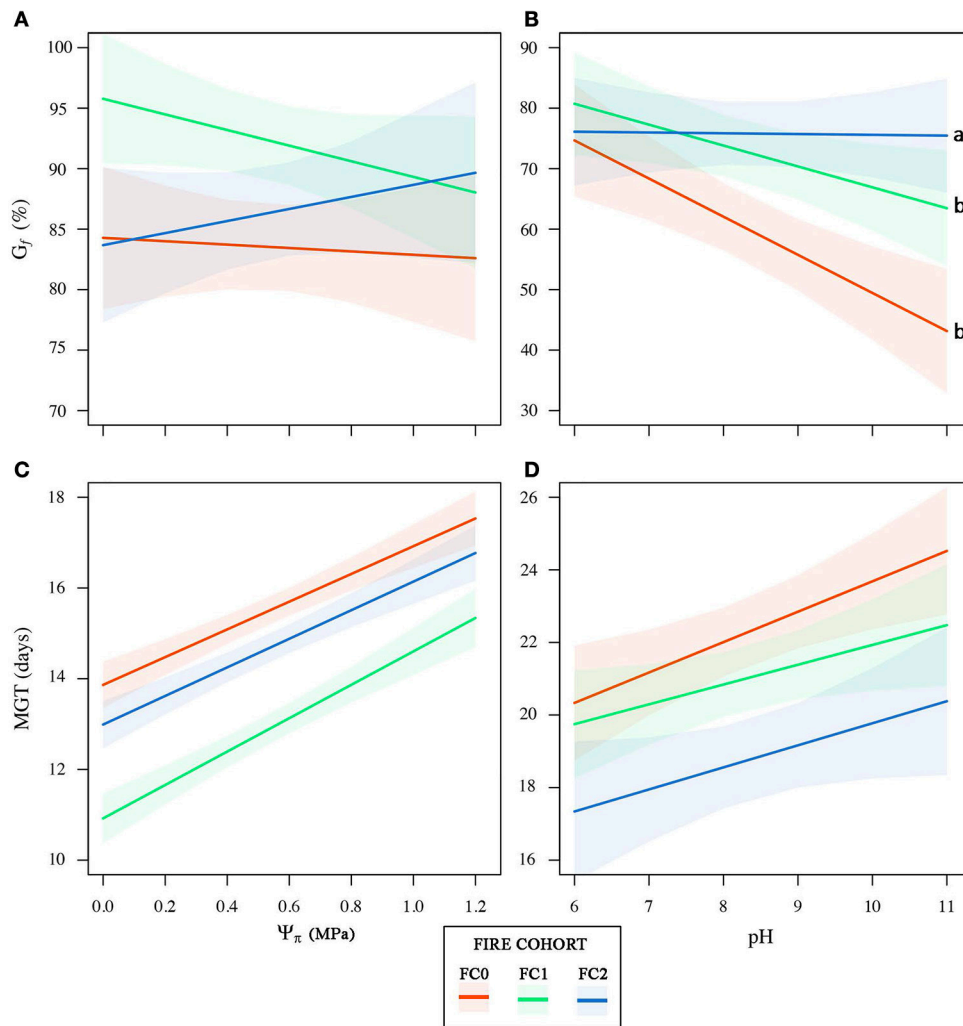 A
B
100
95
90
85
80
75
70
G_f (%)
90
80
70
60
50
40
30
a
b
b
C
D
18
16
14
12
10
MGT (days)
26
24
22
20
18
16
0.0 0.2 0.4 0.6 0.8 1.0 1.2
Ψπ (MPa)
6 7 8 9 10 11
pH
FIRE COHORT
FC0 FC1 FC2